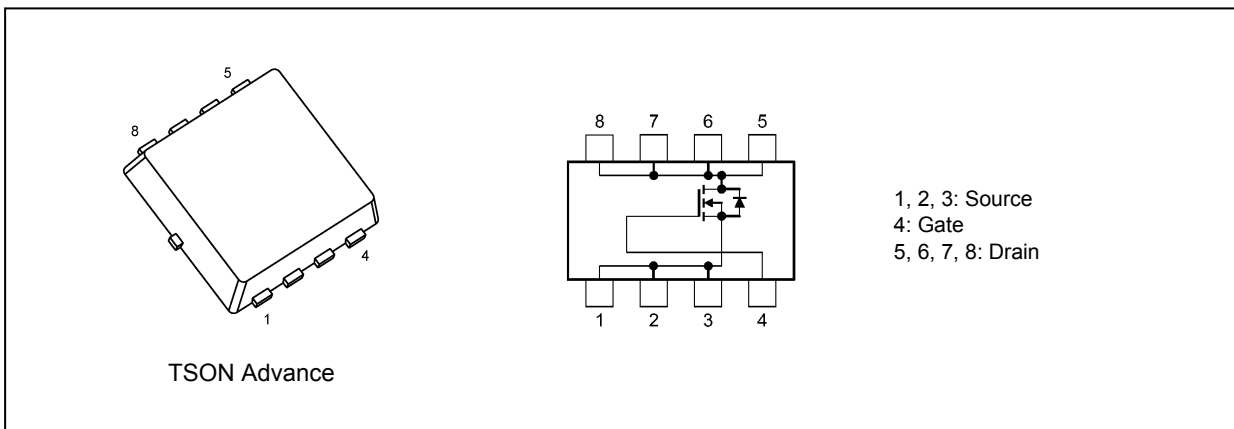 5
8
4
1
TSON Advance
8 7 6 5
1 2 3 4
1, 2, 3: Source
4: Gate
5, 6, 7, 8: Drain